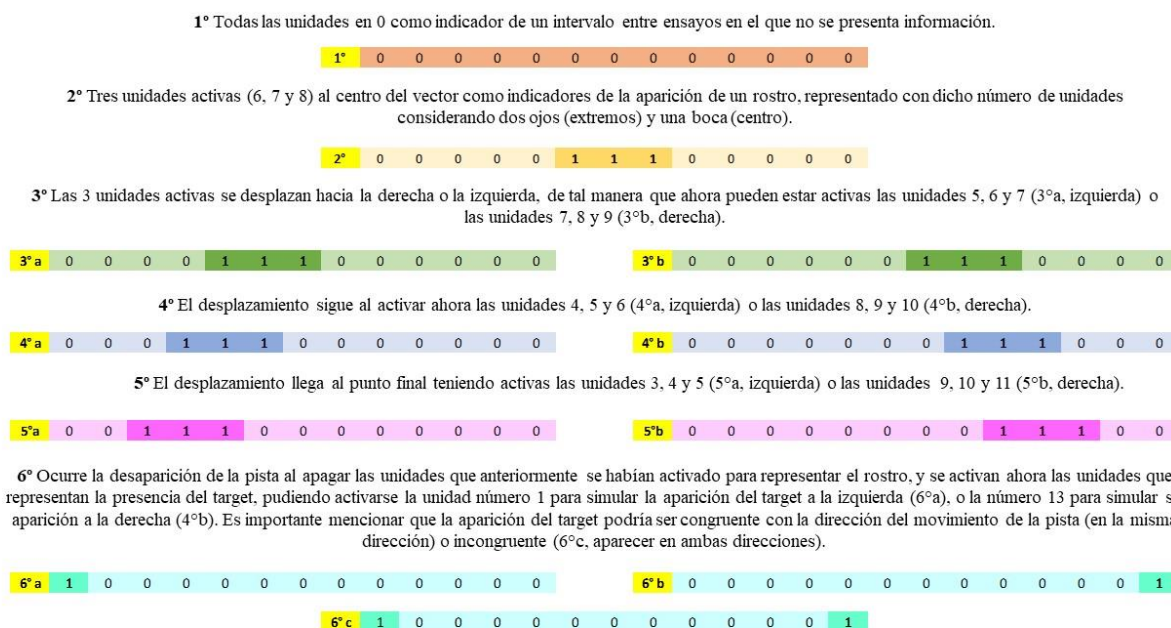 1º Todas las unidades en 0 como indicador de un intervalo entre ensayos en el que no se presenta información.
1º 0 0 0 0 0 0 0 0 0 0 0 0 0
2º Tres unidades activas (6, 7 y 8) al centro del vector como indicadores de la aparición de un rostro, representado con dicho número de unidades
considerando dos ojos (extremos) y una boca (centro).
2º 0 0 0 0 0 1 1 1 0 0 0 0 0
3º Las 3 unidades activas se desplazan hacia la derecha o la izquierda, de tal manera que ahora pueden estar activas las unidades 5, 6 y 7 (3°a, izquierda) o
las unidades 7, 8 y 9 (3°b, derecha).
3º a 0 0 0 0 1 1 1 0 0 0 0 0 0
3º b 0 0 0 0 0 0 1 1 1 0 0 0 0
4º El desplazamiento sigue al activar ahora las unidades 4, 5 y 6 (4°a, izquierda) o las unidades 8, 9 y 10 (4°b, derecha).
4º a 0 0 0 1 1 1 0 0 0 0 0 0 0
4º b 0 0 0 0 0 0 0 1 1 1 0 0 0
5º El desplazamiento llega al punto final teniendo activas las unidades 3, 4 y 5 (5°a, izquierda) o las unidades 9, 10 y 11 (5°b, derecha).
5ºa 0 0 1 1 1 0 0 0 0 0 0 0 0
5ºb 0 0 0 0 0 0 0 0 1 1 1 0 0
6º Ocurre la desaparición de la pista al apagar las unidades que anteriormente se habían activado para representar el rostro, y se activan ahora las unidades que
representan la presencia del target, pudiendo activarse la unidad número 1 para simular la aparición del target a la izquierda (6°a), o la número 13 para simular
aparición a la derecha (4°b). Es importante mencionar que la aparición del target podría ser congruente con la dirección del movimiento de la pista (en la misma
dirección) o incongruente (6°c, aparecer en ambas direcciones).
6º a 1 0 0 0 0 0 0 0 0 0 0 0 0
6º b 0 0 0 0 0 0 0 0 0 0 0 0 1
6º c 1 0 0 0 0 0 0 0 0 0 0 0 1